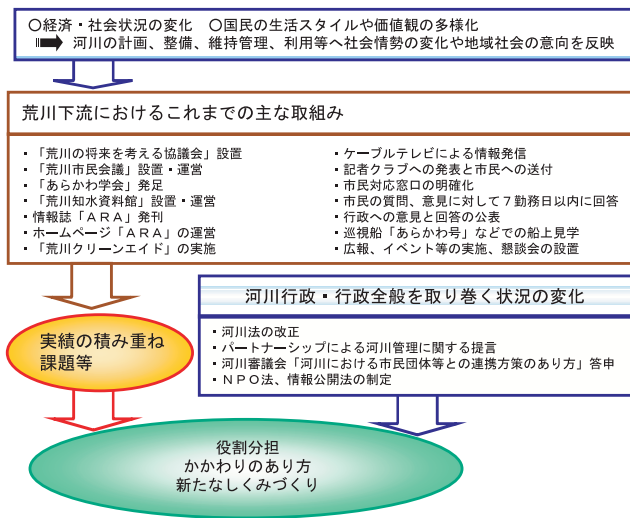 ○経済・社会状況の変化 ○国民の生活スタイルや価値観の多様化
河川の計画、整備、維持管理、利用等へ社会情勢の変化や地域社会の意向を反映
荒川下流におけるこれまでの主な取組み
・「荒川の将来を考える協議会」設置
・「荒川市民会議」設置・運営
・「あらかわ学会」発足
・「荒川知水資料館」設置・運営
・情報誌「ARA」発刊
・ホームページ「ARA」の運営
・「荒川クリーンエイド」の実施
・ケーブルテレビによる情報発信
・記者クラブへの発表と市民への送付
・市民対応窓口の明確化
・市民の質問、意見に対して7勤務日以内に回答
・行政への意見と回答の公表
・巡視船「あらかわ号」などでの船上見学
・広報、イベント等の実施、懇談会の設置
河川行政・行政全般を取り巻く状況の変化
・河川法の改正
・パートナーシップによる河川管理に関する提言
・河川審議会「河川における市民団体等との連携方策のあり方」答申
・NPO法、情報公開法の制定
実績の積み重ね
課題等
役割分担
かかわりのあり方
新たなしくみづくり